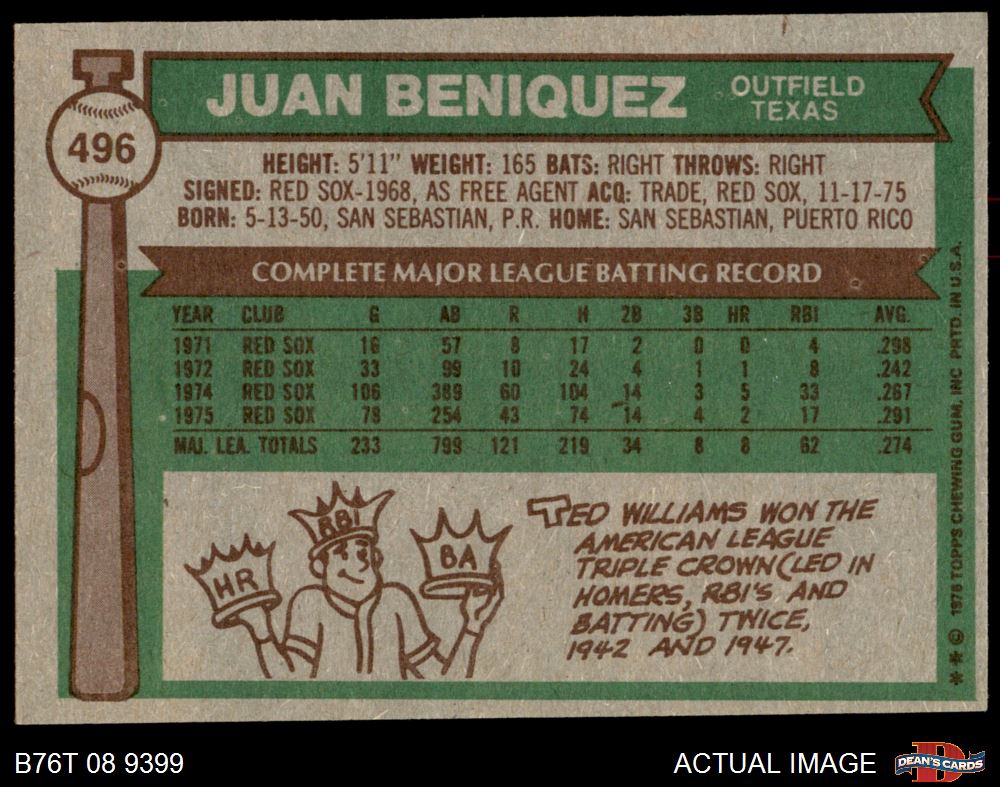 496
JUAN BENIQUEZ
OUTFIELD
TEXAS
HEIGHT: 5'11" WEIGHT: 165 BATS: RIGHT THROWS: RIGHT
SIGNED: RED SOX-1968, AS FREE AGENT ACQ: TRADE, RED SOX, 11-17-75
BORN: 5-13-50, SAN SEBASTIAN, P.R. HOME: SAN SEBASTIAN, PUERTO RICO
COMPLETE MAJOR LEAGUE BATTING RECORD
YEAR CLUB G AB R H 2B 3B HR RBI AVG.
1971 RED SOX 16 57 8 17 2 0 0 4 .298
1972 RED SOX 33 99 10 24 4 1 1 8 .242
1974 RED SOX 106 389 60 104 14 3 5 33 .267
1975 RED SOX 78 254 43 74 14 4 2 17 .291
MAJ. LEA. TOTALS 233 799 121 219 34 8 8 62 .274
HR
RBI
BA
TED WILLIAMS WON THE
AMERICAN LEAGUE
TRIPLE CROWN (LED IN
HOMERS, RBI'S AND
BATTING) TWICE,
1942 AND 1947.
** © 1976 TOPPS CHEWING GUM, INC PRTD. IN U.S.A.
B76T 08 9399
ACTUAL IMAGE
DEAN'S CARDS